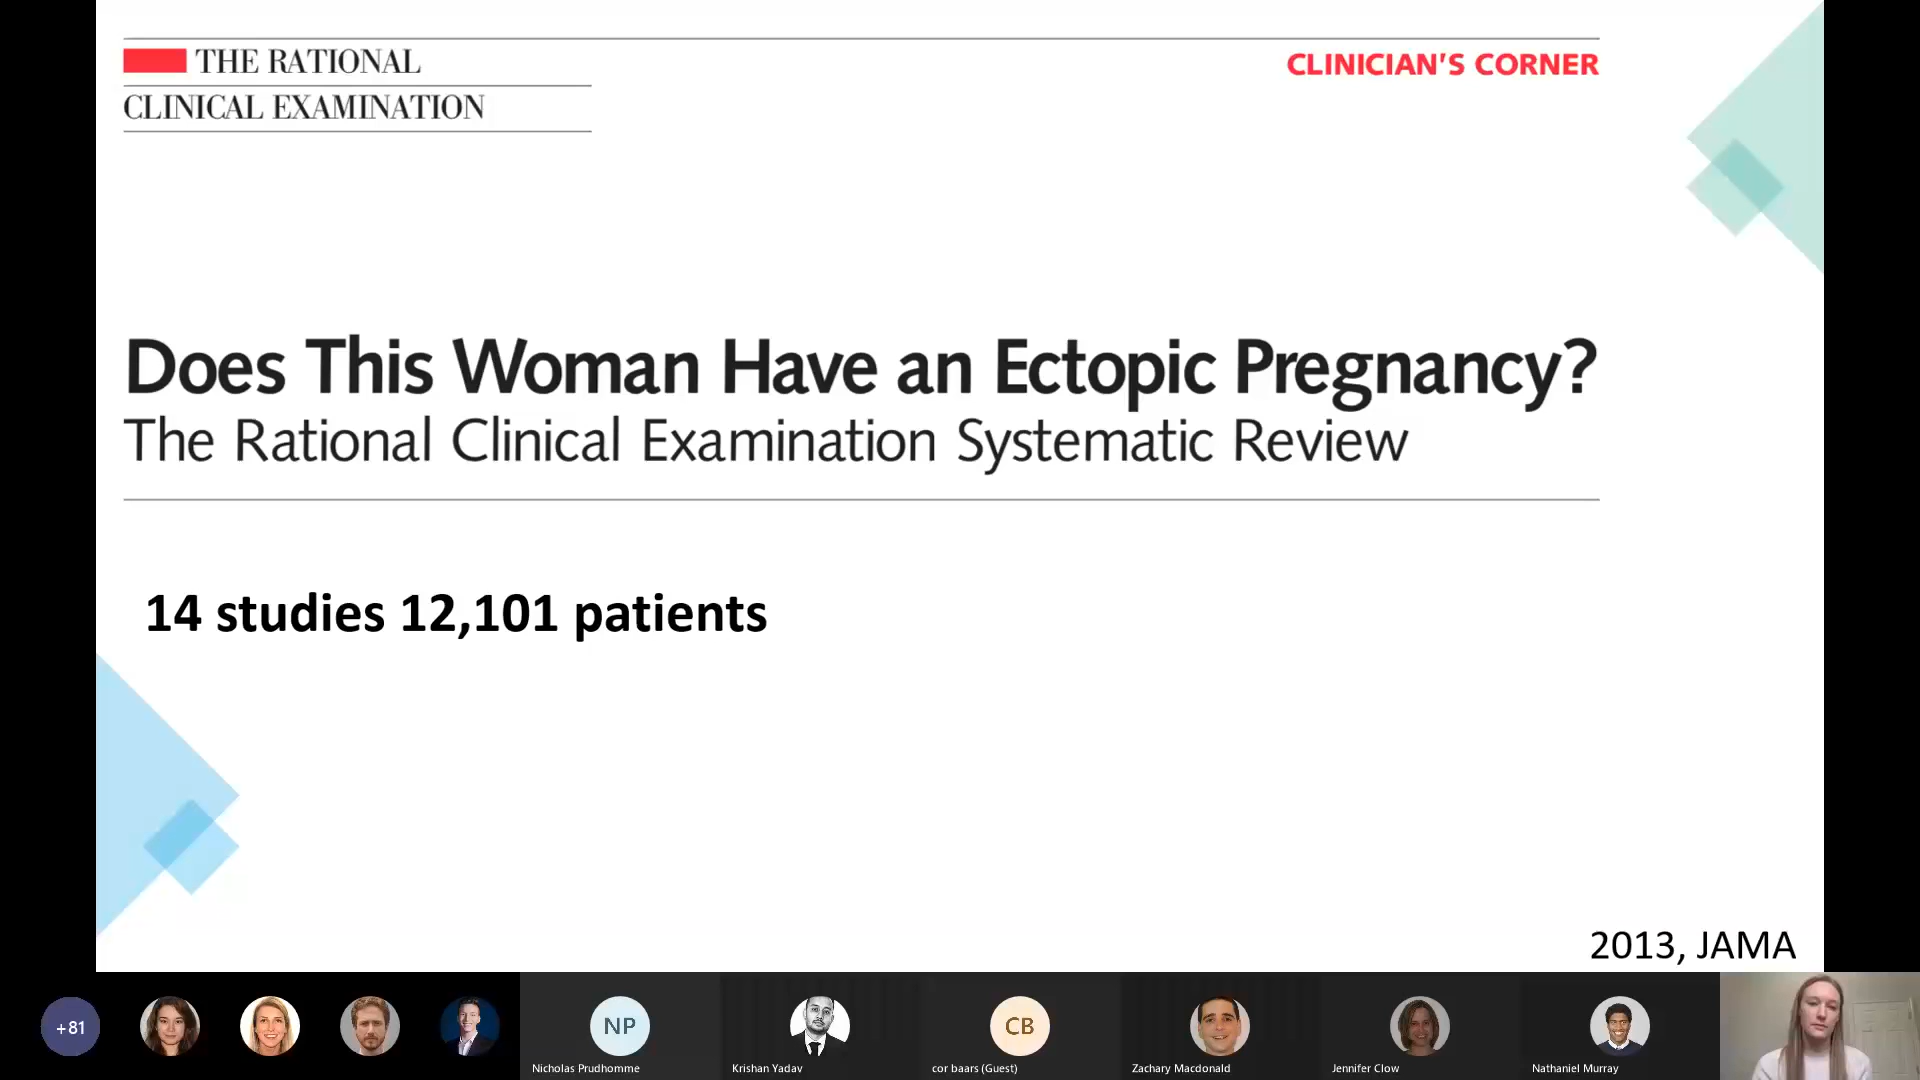 THE RATIONAL
CLINICAL EXAMINATION
CLINICIAN'S CORNER
Does This Woman Have an Ectopic Pregnancy?
The Rational Clinical Examination Systematic Review
14 studies 12,101 patients
2013, JAMA
+81
NP
Nicholas Prudhomme
Krishan Yadav
CB
cor baars (Guest)
Zachary Macdonald
Jennifer Clow
Nathaniel Murray